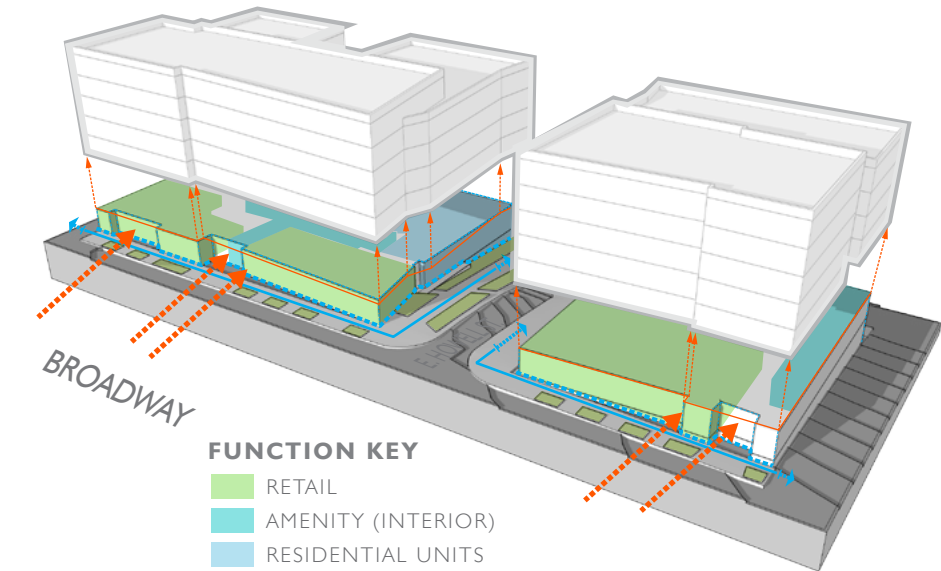 BROADWAY
FUNCTION KEY
RETAIL
AMENITY (INTERIOR)
RESIDENTIAL UNITS